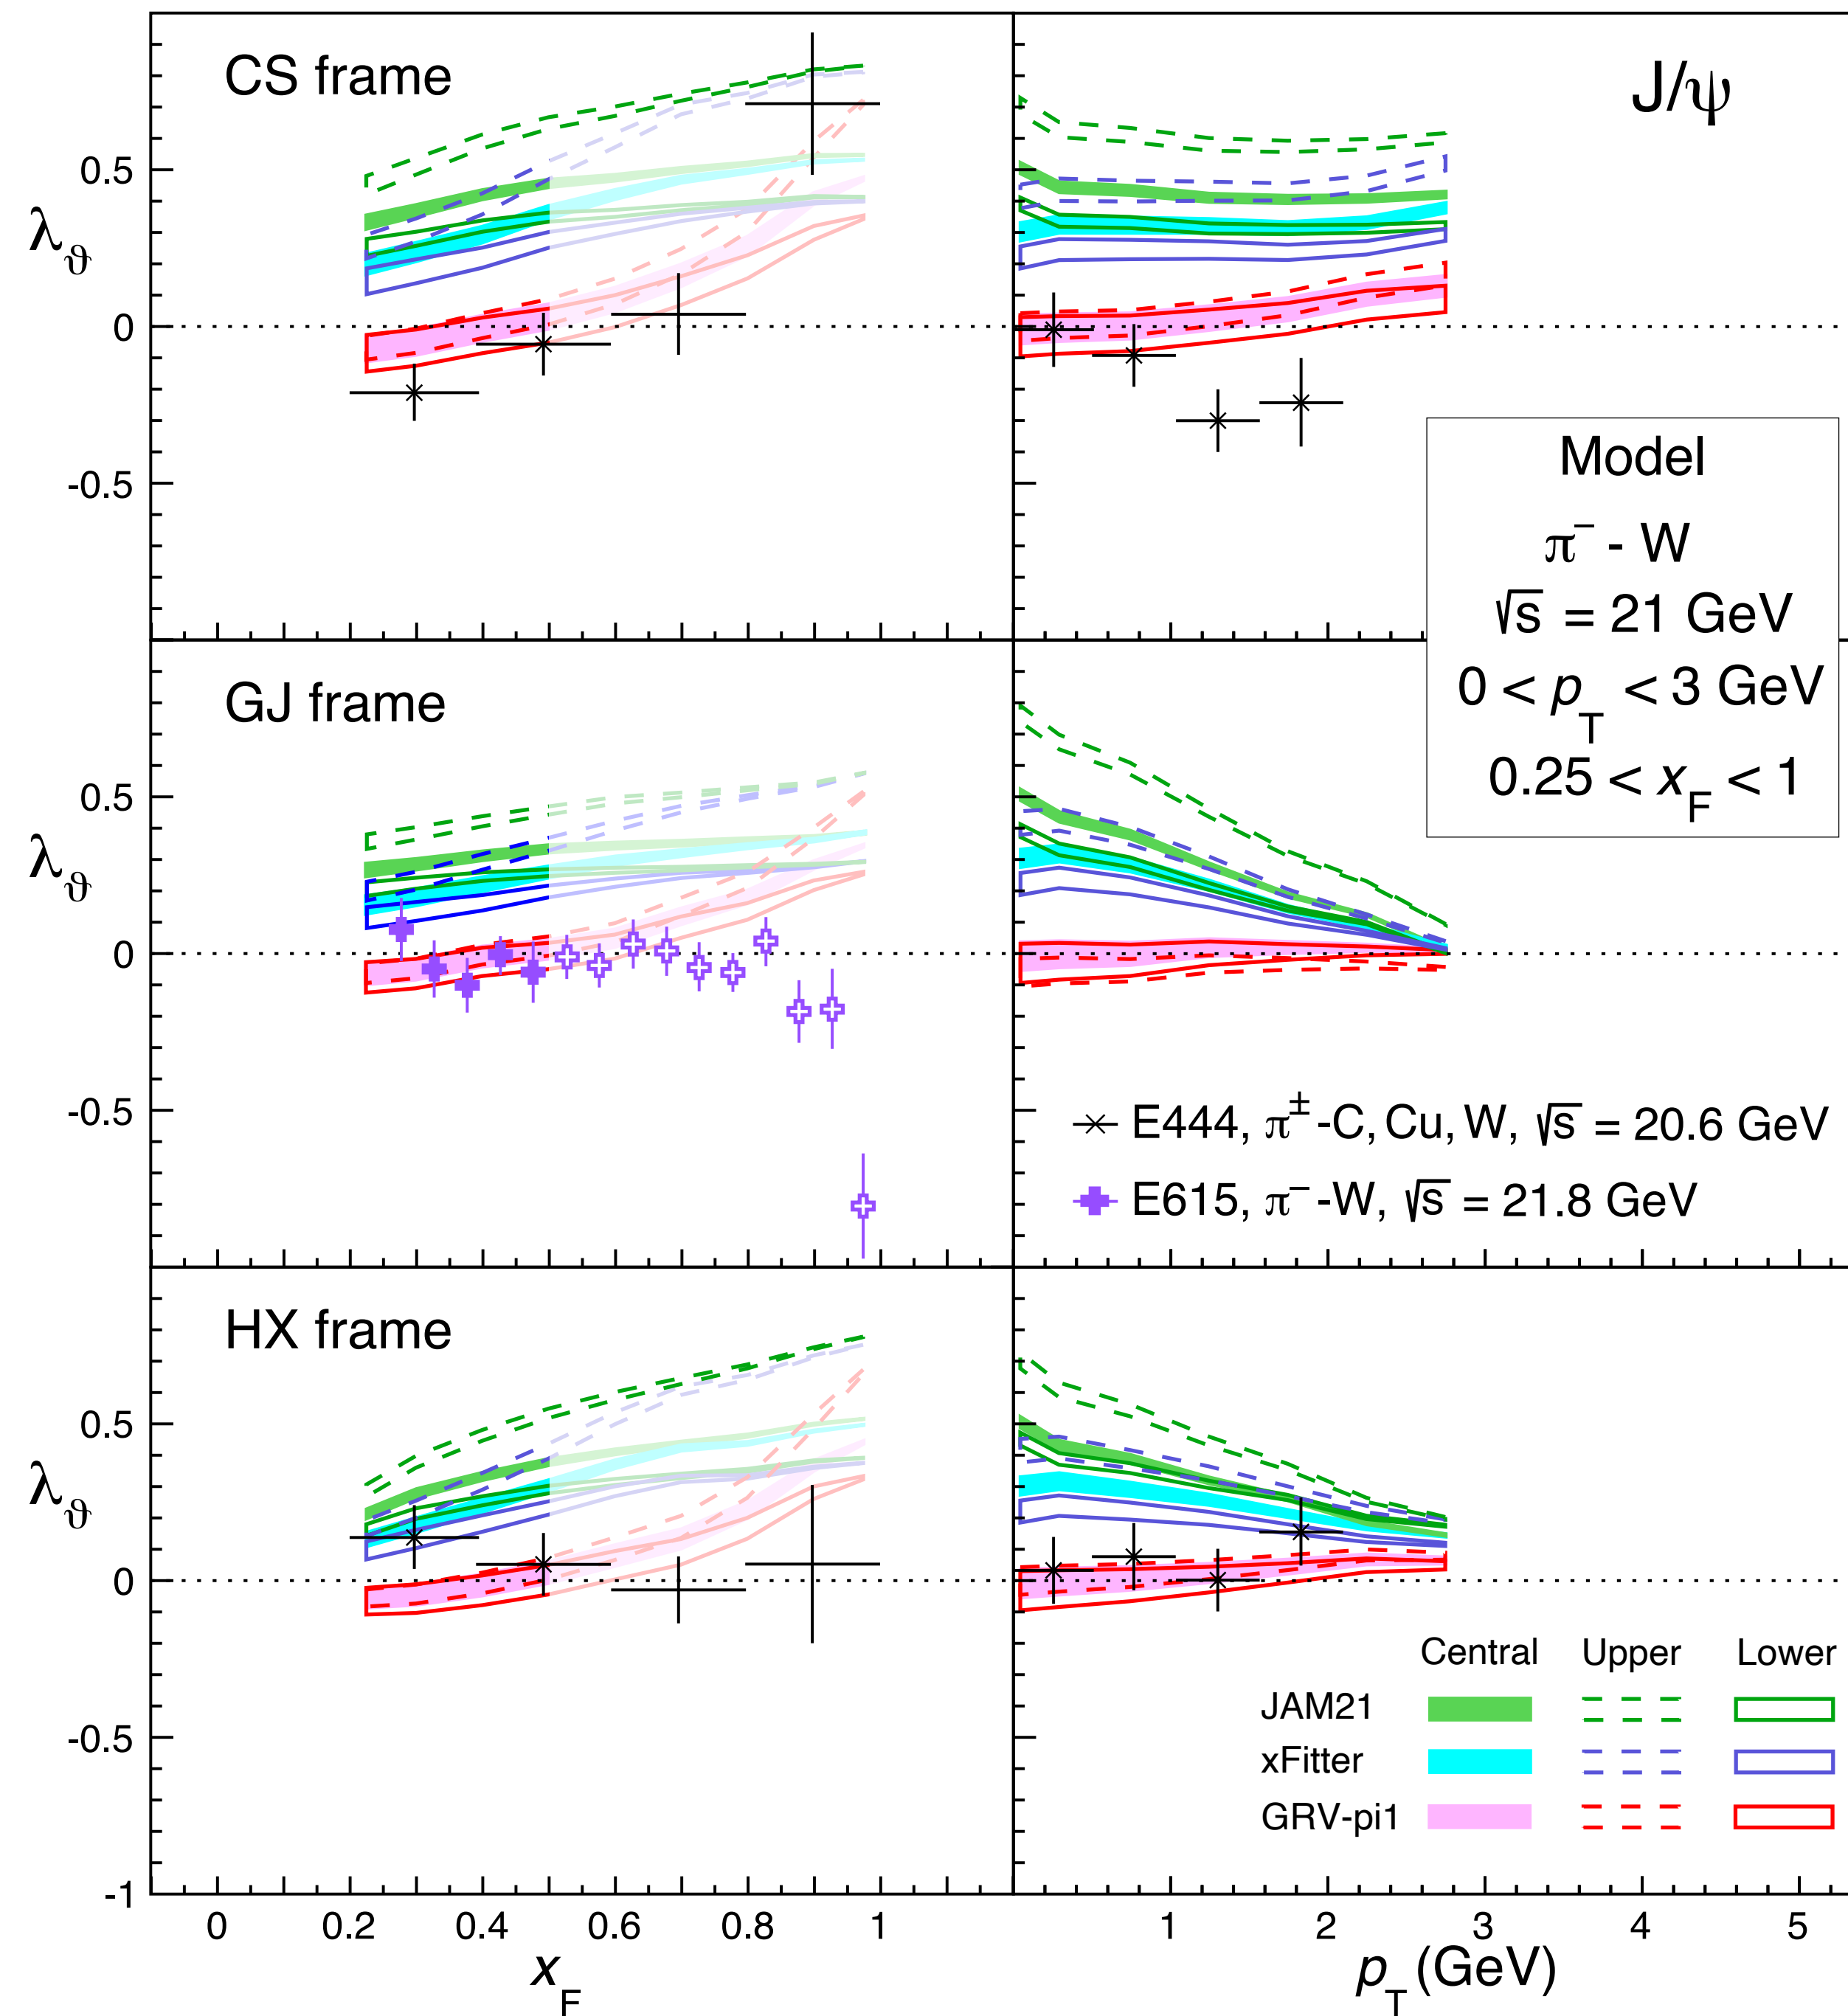 CS frame
J/ψ
λϑ
0.5
0
-0.5
Model
π⁻ - W
√s = 21 GeV
0 < pT < 3 GeV
0.25 < xF < 1
GJ frame
λϑ
0.5
0
-0.5
E444, π± -C, Cu, W, √s = 20.6 GeV
E615, π⁻ -W, √s = 21.8 GeV
HX frame
λϑ
0.5
0
-0.5
-1
Central Upper Lower
JAM21
xFitter
GRV-pi1
0 0.2 0.4 0.6 0.8 1
xF
1 2 3 4 5
pT (GeV)